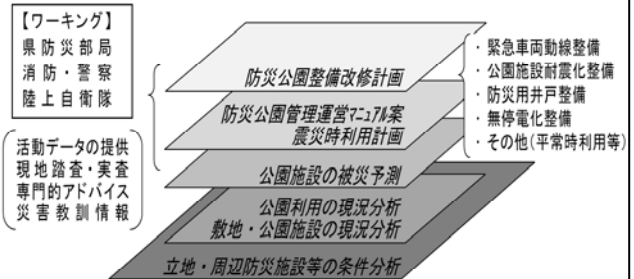 【ワーキング】
県防災部局
消防・警察
陸上自衛隊
活動データの提供
現地踏査・実査
専門的アドバイス
災害教訓情報
防災公園整備改修計画
防災公園管理運営マニュアル案
震災時利用計画
公園施設の被災予測
公園利用の現況分析
敷地・公園施設の現況分析
立地・周辺防災施設等の条件分析
・緊急車両動線整備
・公園施設耐震化整備
・防災用井戸整備
・無停電化整備
・その他(平常時利用等)